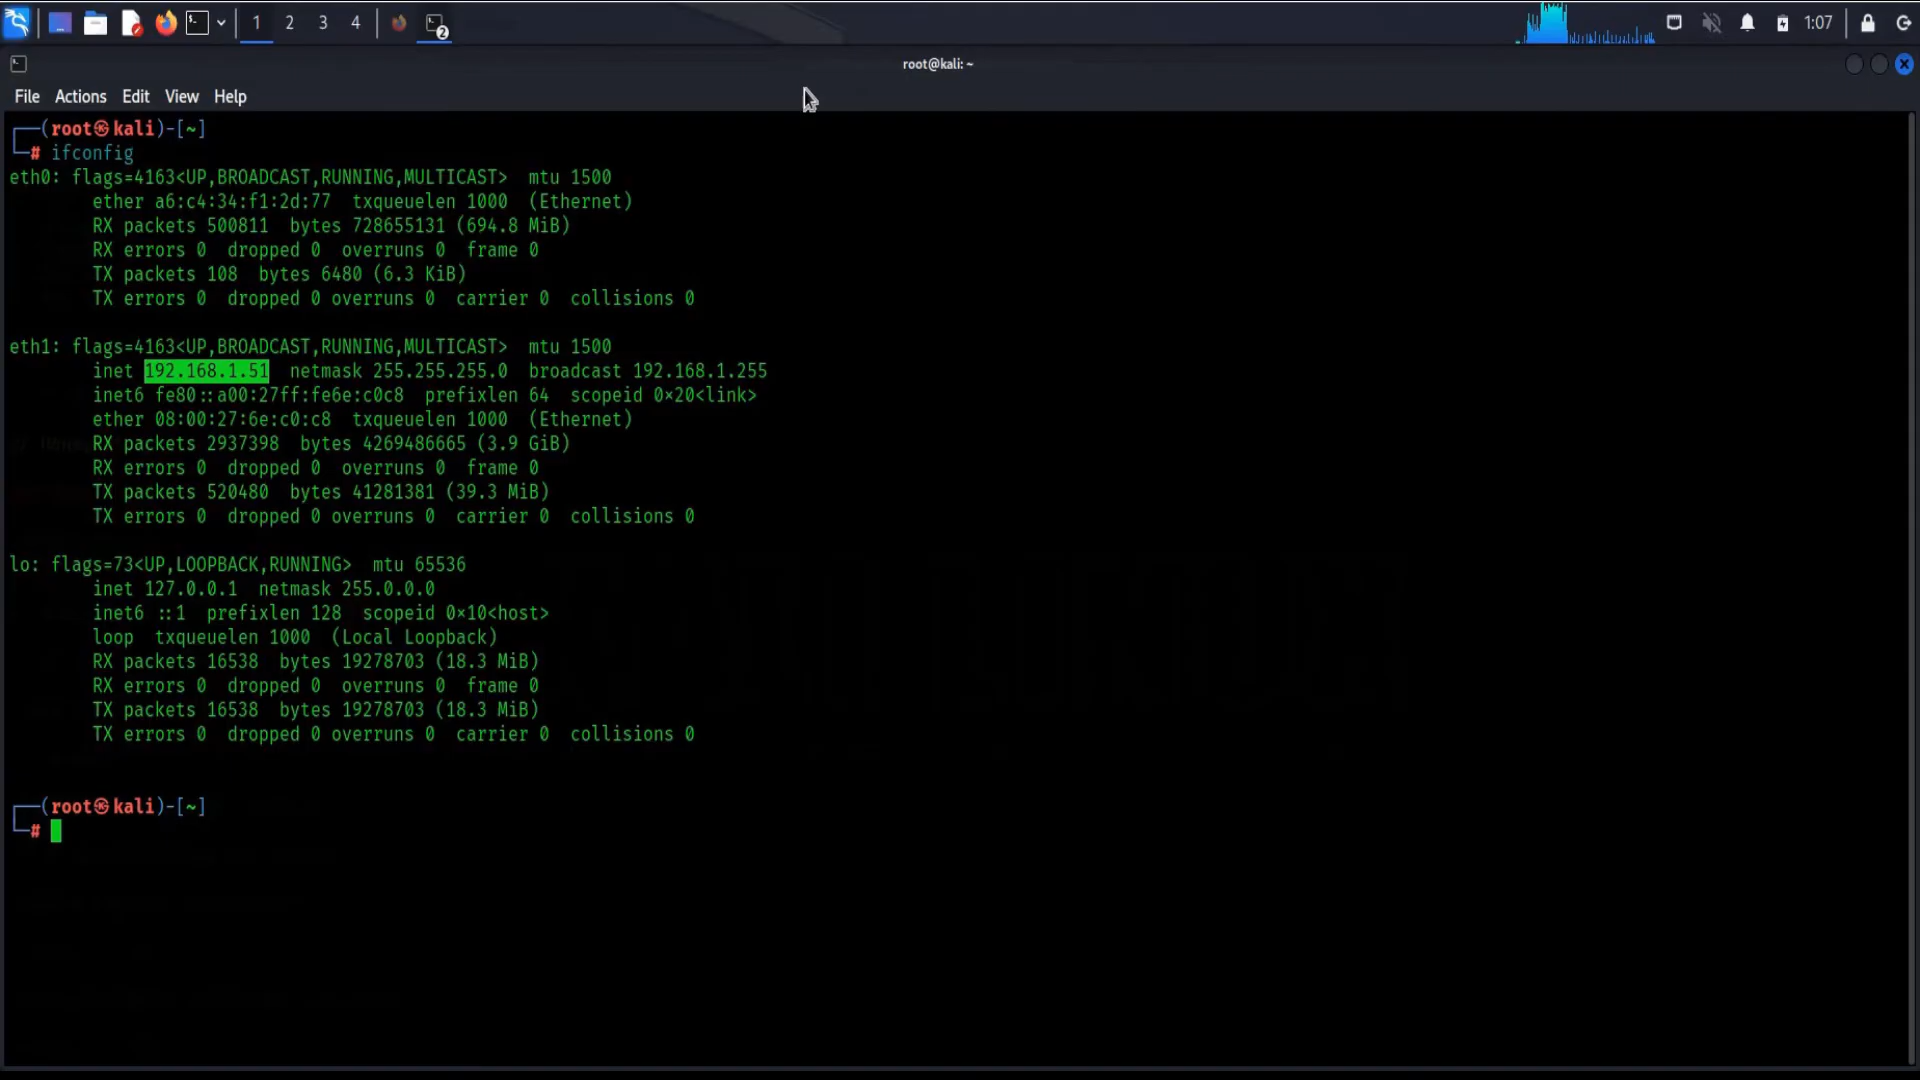 1 2 3 4 2 1:07
root@kali: ~
File Actions Edit View Help
┌──(root㉿kali)-[~]
└─# ifconfig
eth0: flags=4163<UP,BROADCAST,RUNNING,MULTICAST>  mtu 1500
        ether a6:c4:34:f1:2d:77  txqueuelen 1000  (Ethernet)
        RX packets 500811  bytes 728655131 (694.8 MiB)
        RX errors 0  dropped 0  overruns 0  frame 0
        TX packets 108  bytes 6480 (6.3 KiB)
        TX errors 0  dropped 0 overruns 0  carrier 0  collisions 0
eth1: flags=4163<UP,BROADCAST,RUNNING,MULTICAST>  mtu 1500
        inet 192.168.1.51  netmask 255.255.255.0  broadcast 192.168.1.255
        inet6 fe80::a00:27ff:fe6e:c0c8  prefixlen 64  scopeid 0×20<link>
        ether 08:00:27:6e:c0:c8  txqueuelen 1000  (Ethernet)
        RX packets 2937398  bytes 4269486665 (3.9 GiB)
        RX errors 0  dropped 0  overruns 0  frame 0
        TX packets 520480  bytes 41281381 (39.3 MiB)
        TX errors 0  dropped 0 overruns 0  carrier 0  collisions 0
lo: flags=73<UP,LOOPBACK,RUNNING>  mtu 65536
        inet 127.0.0.1  netmask 255.0.0.0
        inet6 ::1  prefixlen 128  scopeid 0×10<host>
        loop  txqueuelen 1000  (Local Loopback)
        RX packets 16538  bytes 19278703 (18.3 MiB)
        RX errors 0  dropped 0  overruns 0  frame 0
        TX packets 16538  bytes 19278703 (18.3 MiB)
        TX errors 0  dropped 0 overruns 0  carrier 0  collisions 0
┌──(root㉿kali)-[~]
└─#